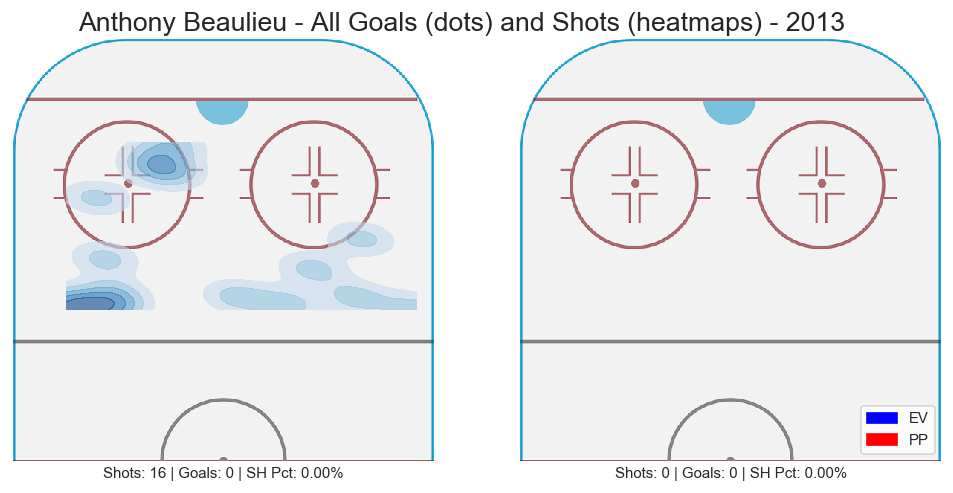 Anthony Beaulieu - All Goals (dots) and Shots (heatmaps) - 2013
EV
PP
Shots: 16 | Goals: 0 | SH Pct: 0.00%
Shots: 0 | Goals: 0 | SH Pct: 0.00%